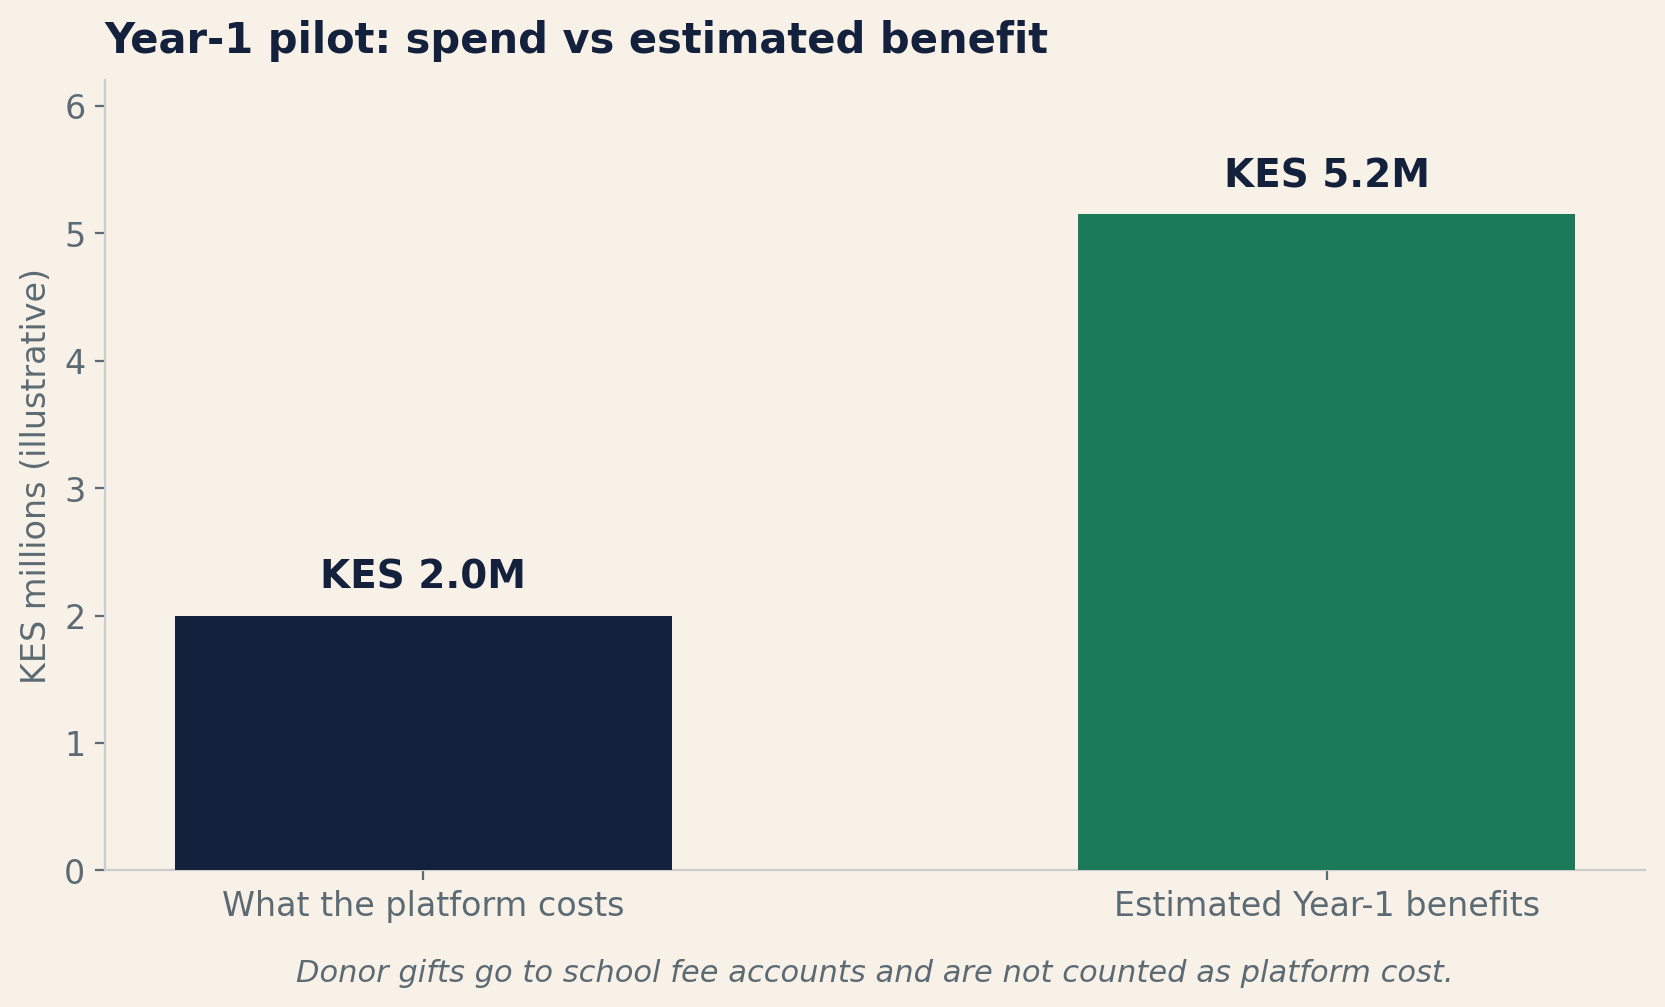 Year-1 pilot: spend vs estimated benefit
KES millions (illustrative)
6
5
4
3
2
1
0
KES 2.0M
KES 5.2M
What the platform costs
Estimated Year-1 benefits
Donor gifts go to school fee accounts and are not counted as platform cost.